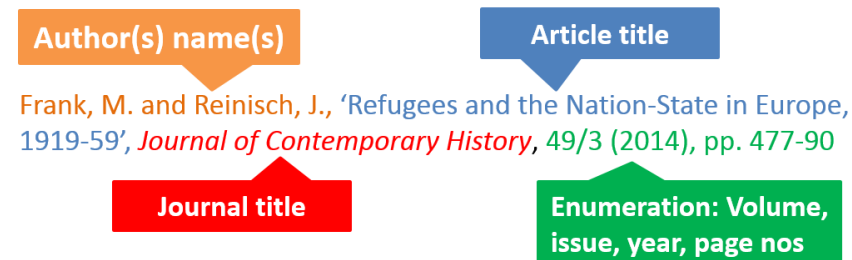 Author(s) name(s)
Article title
Frank, M. and Reinisch, J., ‘Refugees and the Nation-State in Europe,
1919-59’, Journal of Contemporary History, 49/3 (2014), pp. 477-90
Journal title
Enumeration: Volume,
issue, year, page nos